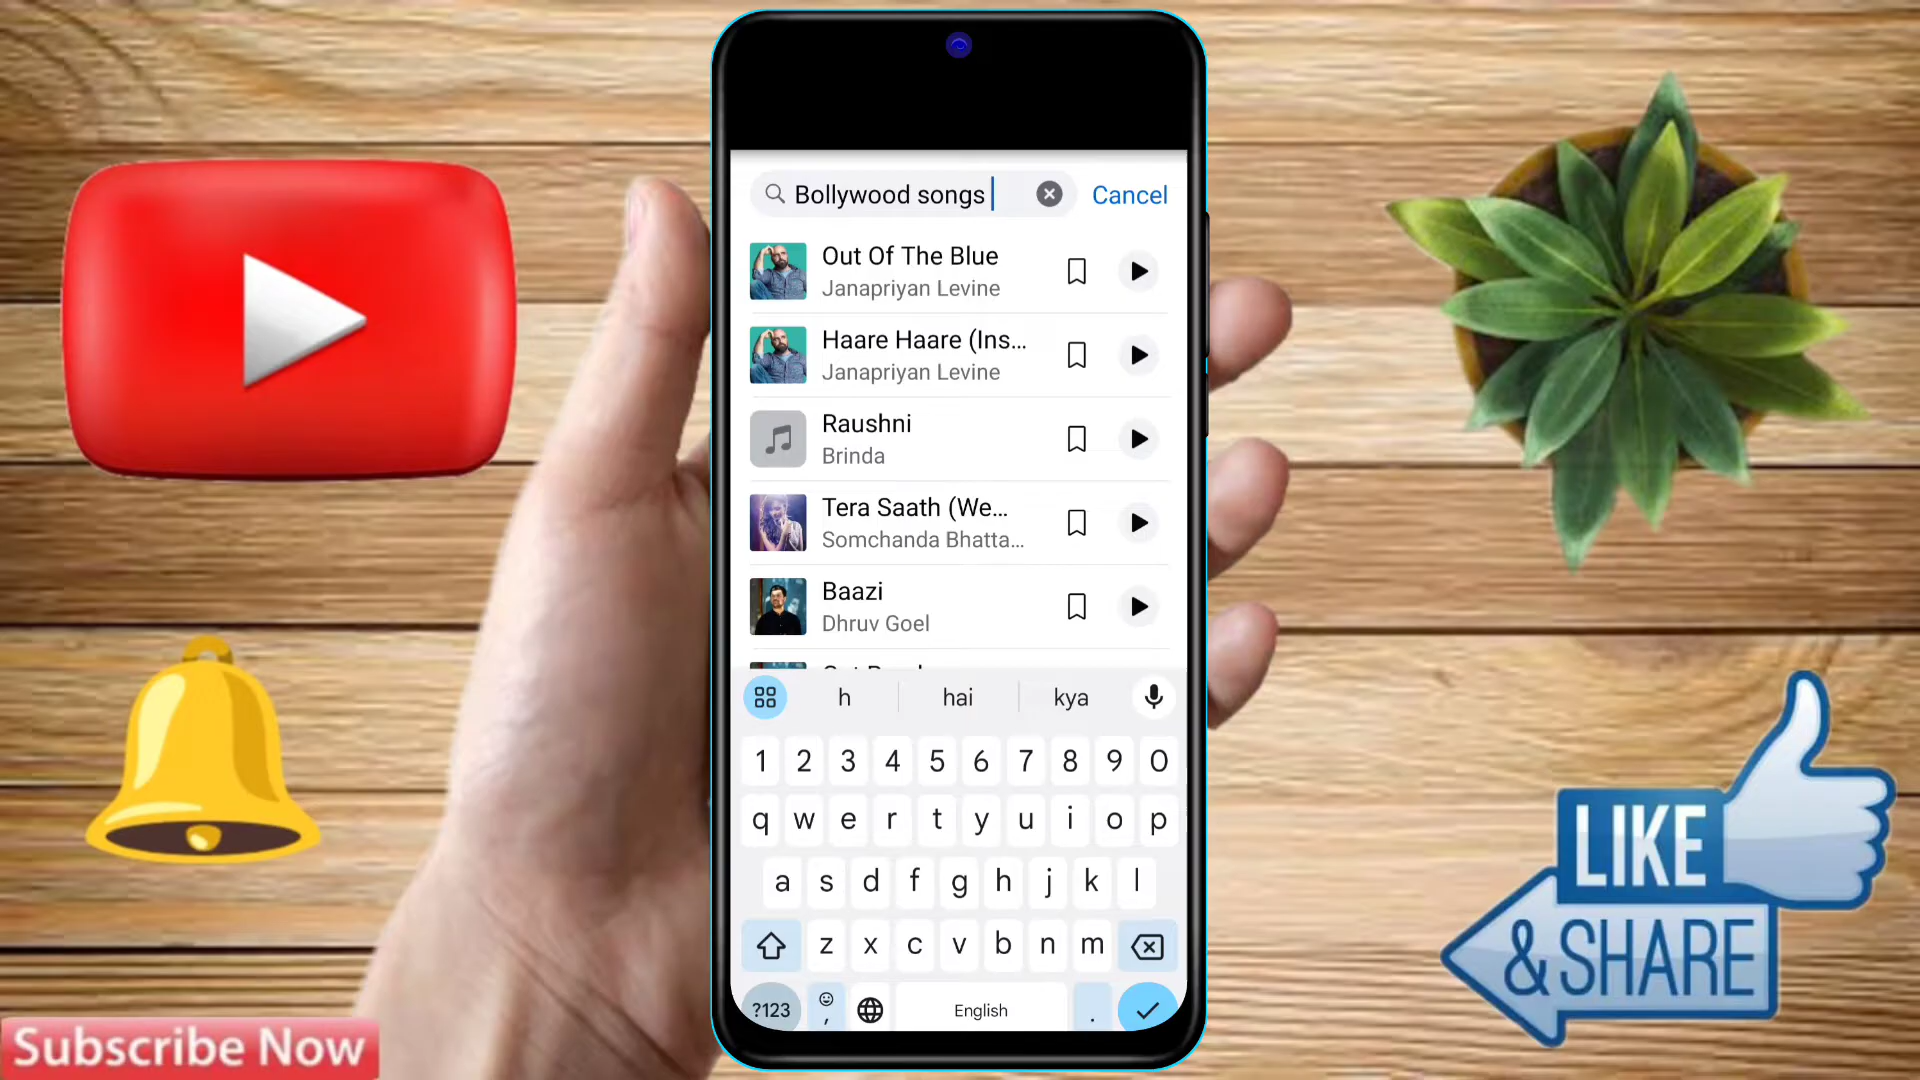 Bollywood songs
Cancel
Out Of The Blue
Janapriyan Levine
Haare Haare (Ins...
Janapriyan Levine
Raushni
Brinda
Tera Saath (We...
Somchanda Bhatta...
Baazi
Dhruv Goel
h hai kya
1 2 3 4 5 6 7 8 9 0
q w e r t y u i o p
a s d f g h j k l
z x c v b n m
?123 , English .
LIKE
& SHARE
Subscribe Now